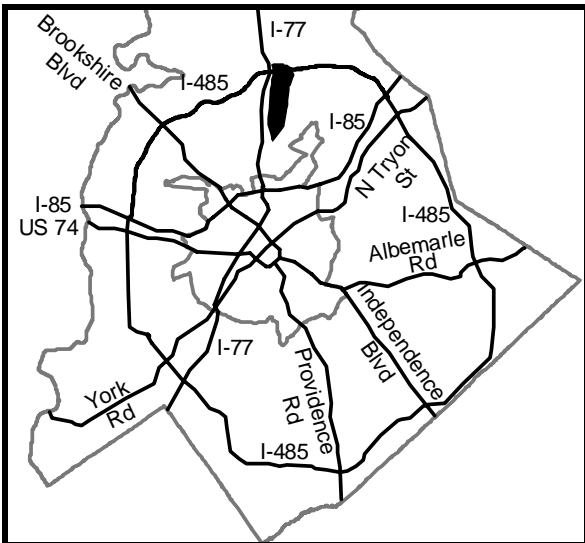 I-77
Brookshire
Blvd
I-485
I-85
N Tryon
St
I-85
US 74
I-485
Albemarle
Rd
Independence
Blvd
I-77
Providence
Rd
York
Rd
I-485